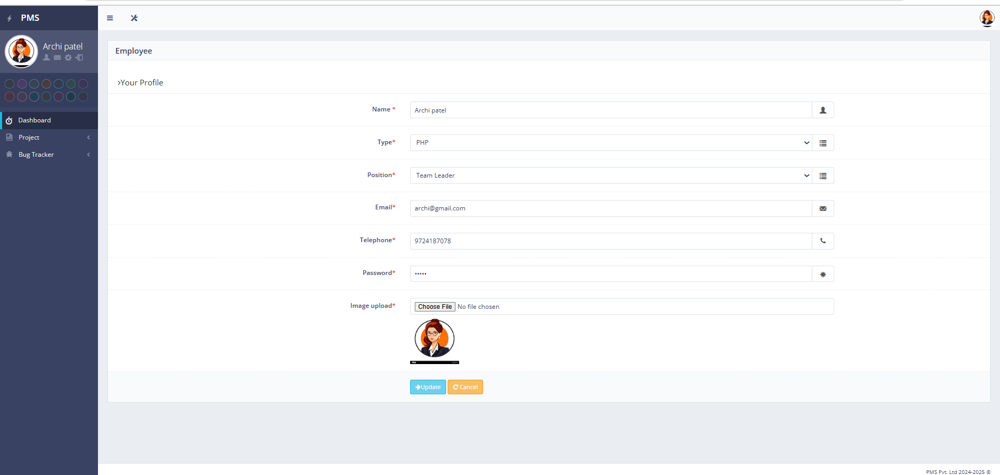 PMS
Archi patel
Dashboard
Project
Bug Tracker
Employee
›Your Profile
Name *
Archi patel
Type*
PHP
Position*
Team Leader
Email*
archi@gmail.com
Telephone*
9724187078
Password*
•••••
Image upload*
Choose File No file chosen
Update Cancel
PMS Pvt. Ltd 2024-2025 ©